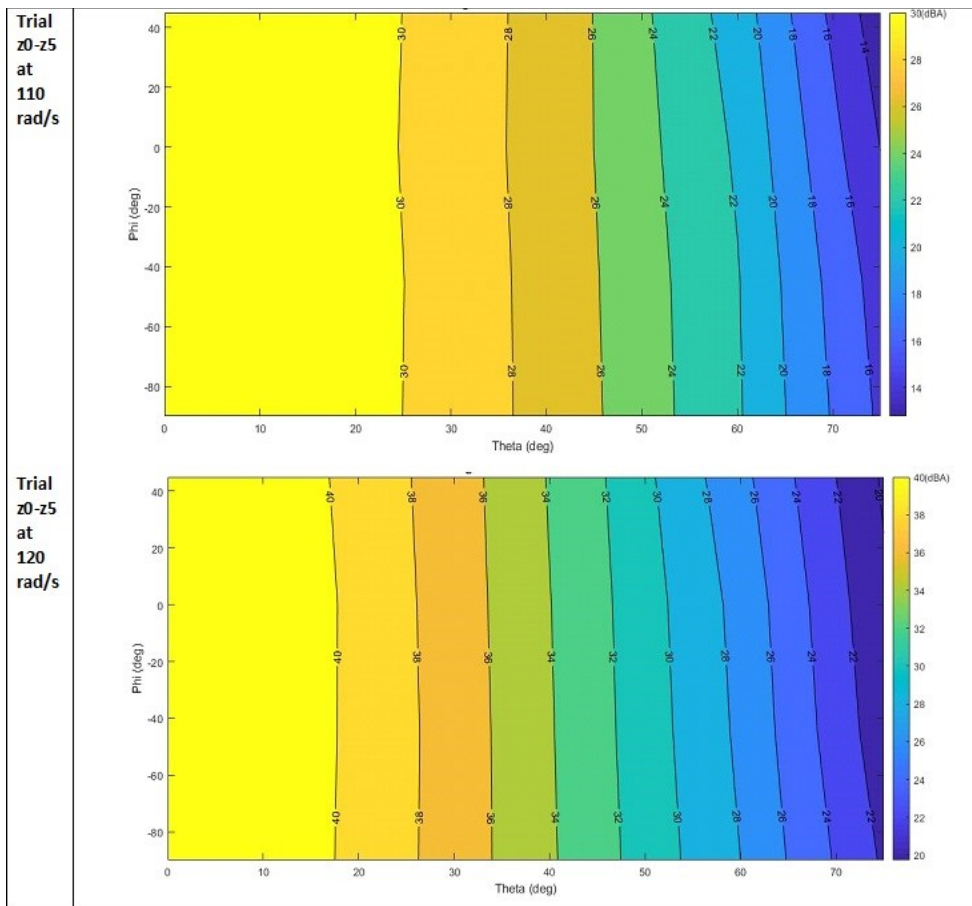 Trial
z0-z5
at
110
rad/s
30(dBA)
28
26
24
22
20
18
16
14
40
20
0
-20
-40
-60
-80
Phi (deg)
30 28 26 24 22 20 18 16 14
30 28 26 24 22 20 18 16
30 28 26 24 22 20 18 16
0 10 20 30 40 50 60 70
Theta (deg)
Trial
z0-z5
at
120
rad/s
40(dBA)
38
36
34
32
30
28
26
24
22
20
40
20
0
-20
-40
-60
-80
Phi (deg)
40 38 36 34 32 30 28 26 24 22 20
40 38 36 34 32 30 28 26 24 22
40 38 36 34 32 30 28 26 24 22
0 10 20 30 40 50 60 70
Theta (deg)